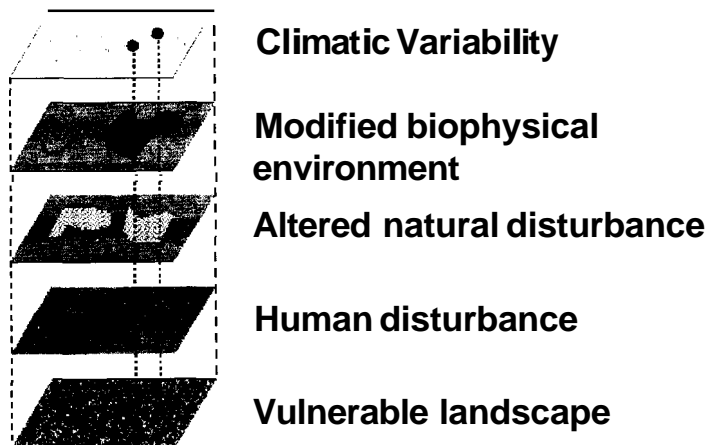 Climatic Variability
Modified biophysical
environment
Altered natural disturbance
Human disturbance
Vulnerable landscape